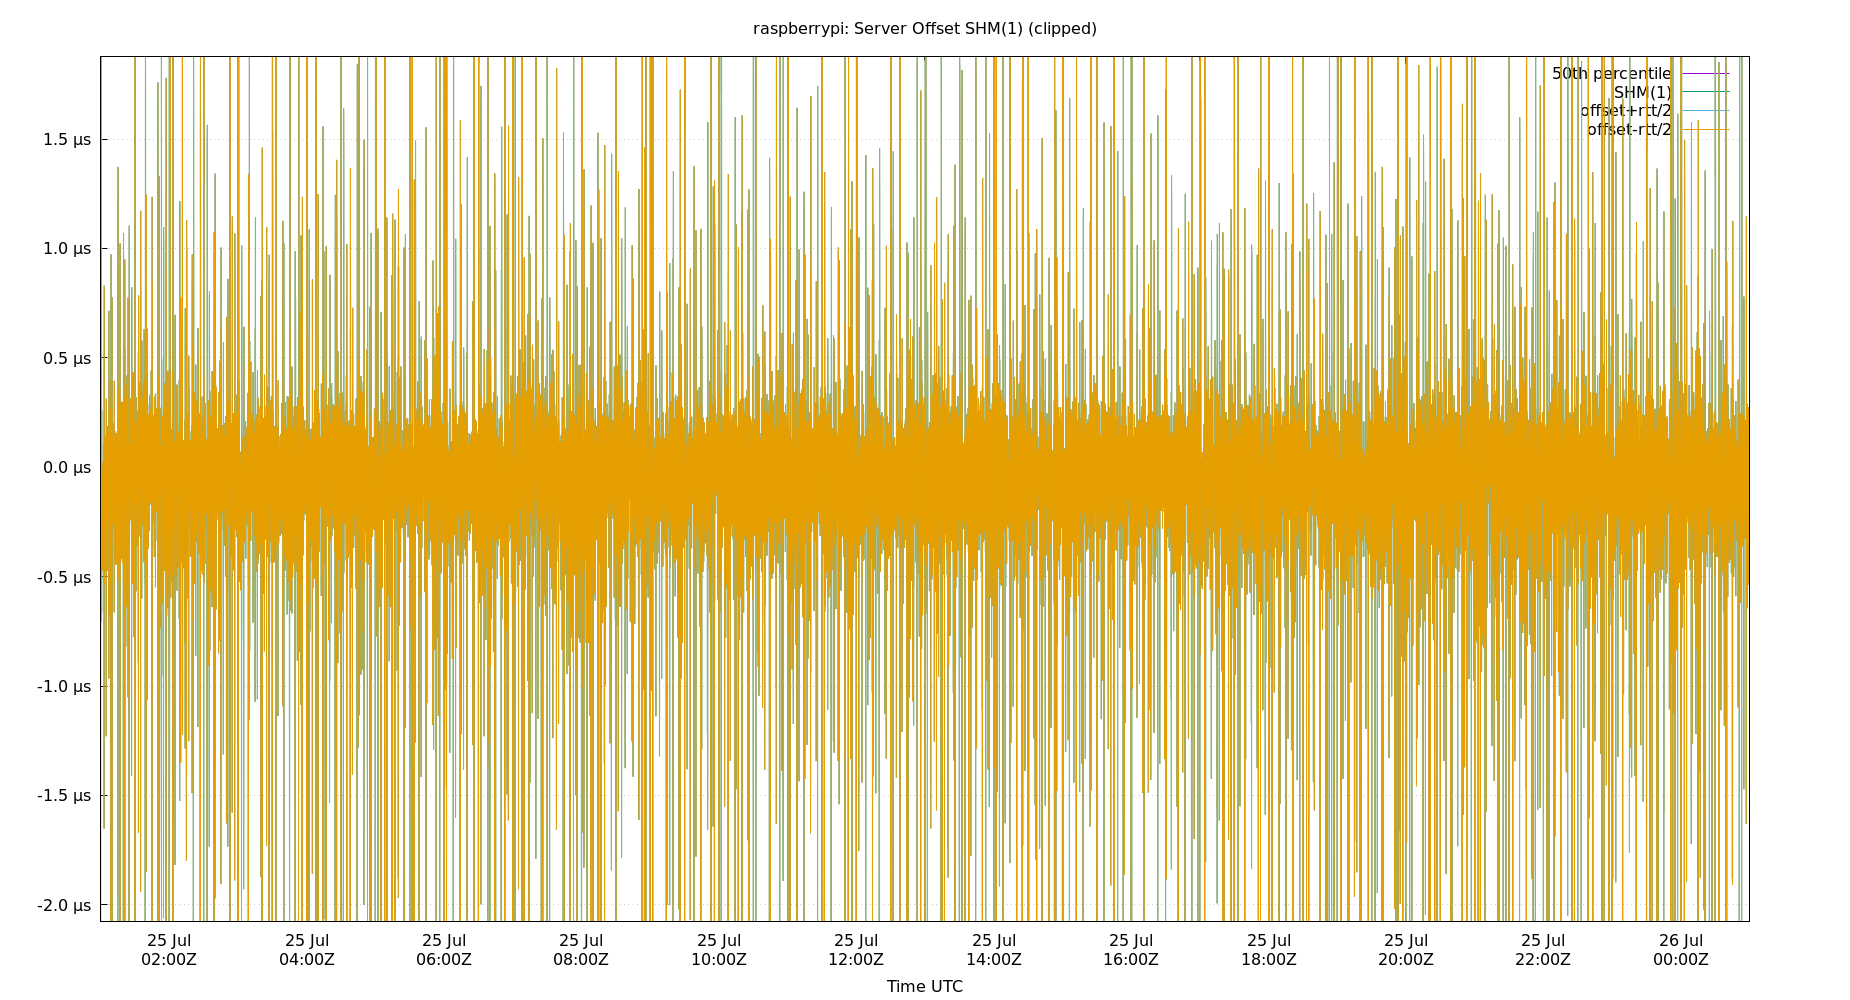 raspberrypi: Server Offset SHM(1) (clipped)
50th percentile
SHM(1)
offset+rtt/2
offset-rtt/2
1.5 µs
1.0 µs
0.5 µs
0.0 µs
-0.5 µs
-1.0 µs
-1.5 µs
-2.0 µs
25 Jul 25 Jul 25 Jul 25 Jul 25 Jul 25 Jul 25 Jul 25 Jul 25 Jul 25 Jul 25 Jul 26 Jul
02:00Z 04:00Z 06:00Z 08:00Z 10:00Z 12:00Z 14:00Z 16:00Z 18:00Z 20:00Z 22:00Z 00:00Z
Time UTC